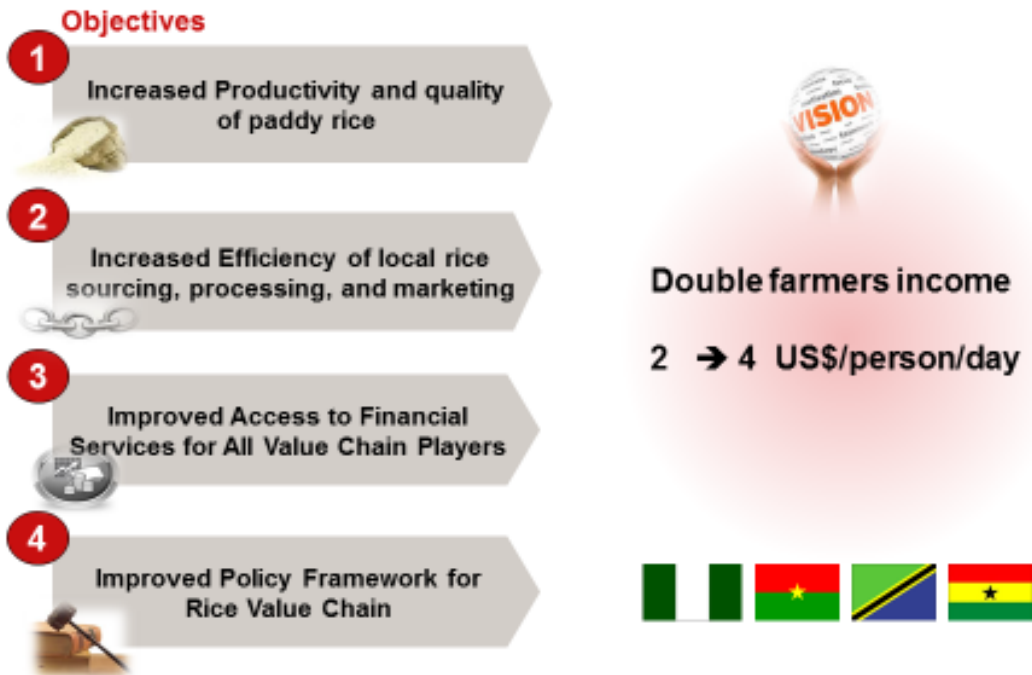 Objectives
1
Increased Productivity and quality
of paddy rice
2
Increased Efficiency of local rice
sourcing, processing, and marketing
3
Improved Access to Financial
Services for All Value Chain Players
4
Improved Policy Framework for
Rice Value Chain
VISION
Double farmers income
2 ➔ 4 US$/person/day